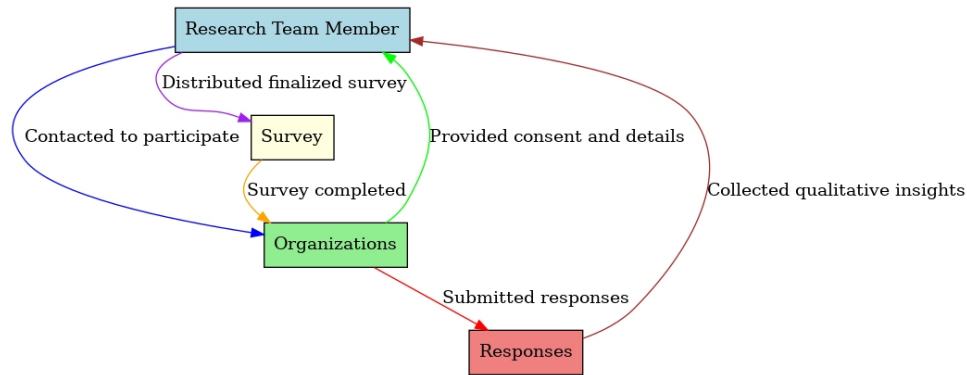 Research Team Member
Distributed finalized survey
Contacted to participate
Survey
Provided consent and details
Survey completed
Collected qualitative insights
Organizations
Submitted responses
Responses